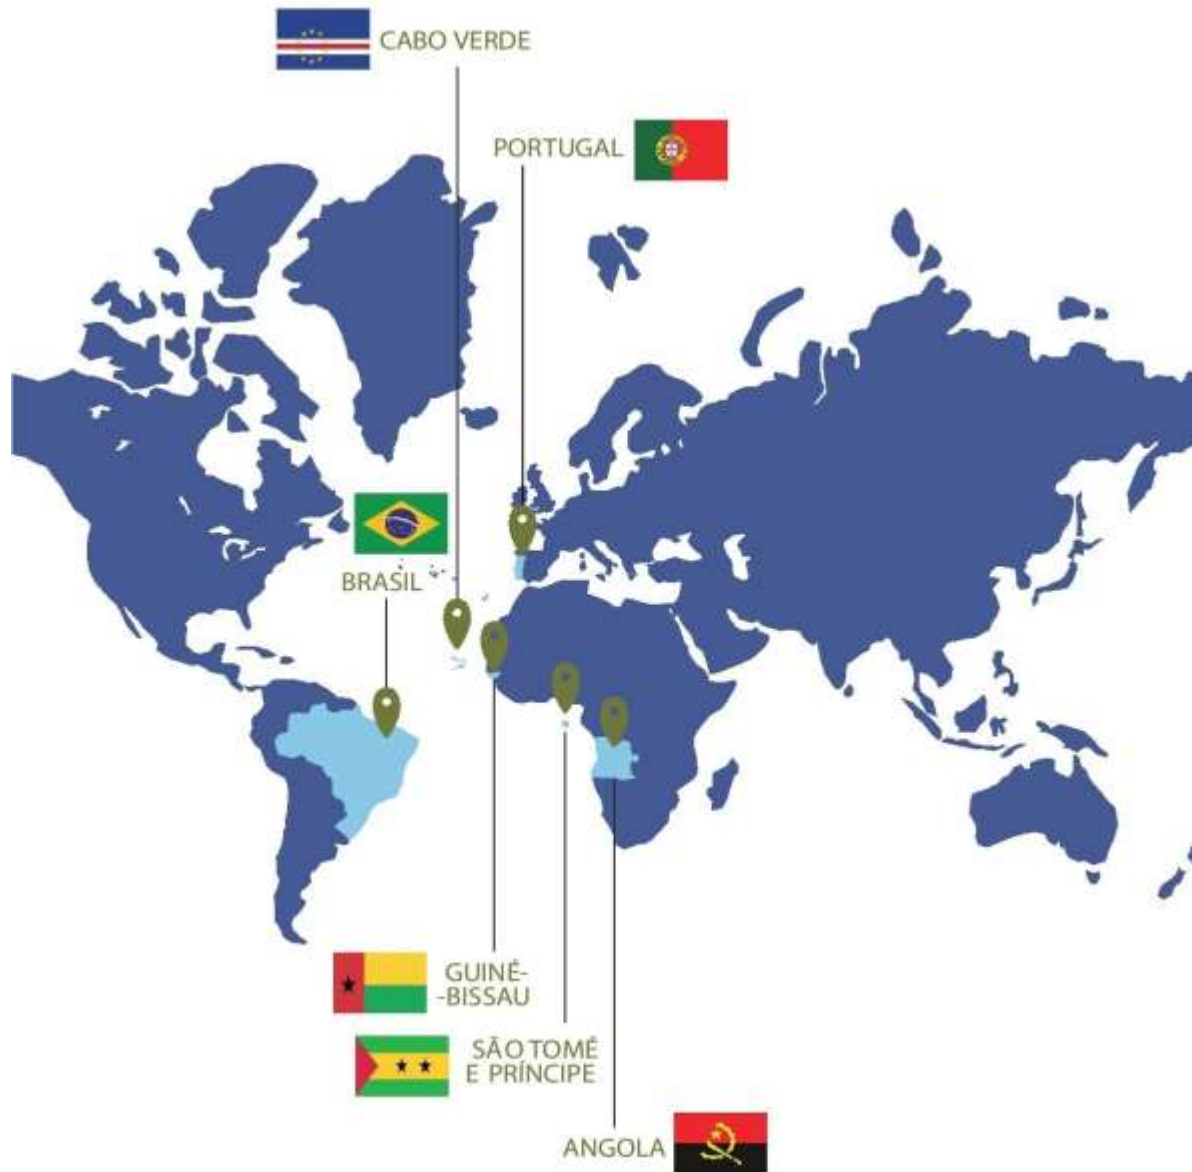 CABO VERDE
PORTUGAL
BRASIL
GUINÉ-
-BISSAU
SÃO TOMÉ
E PRÍNCIPE
ANGOLA